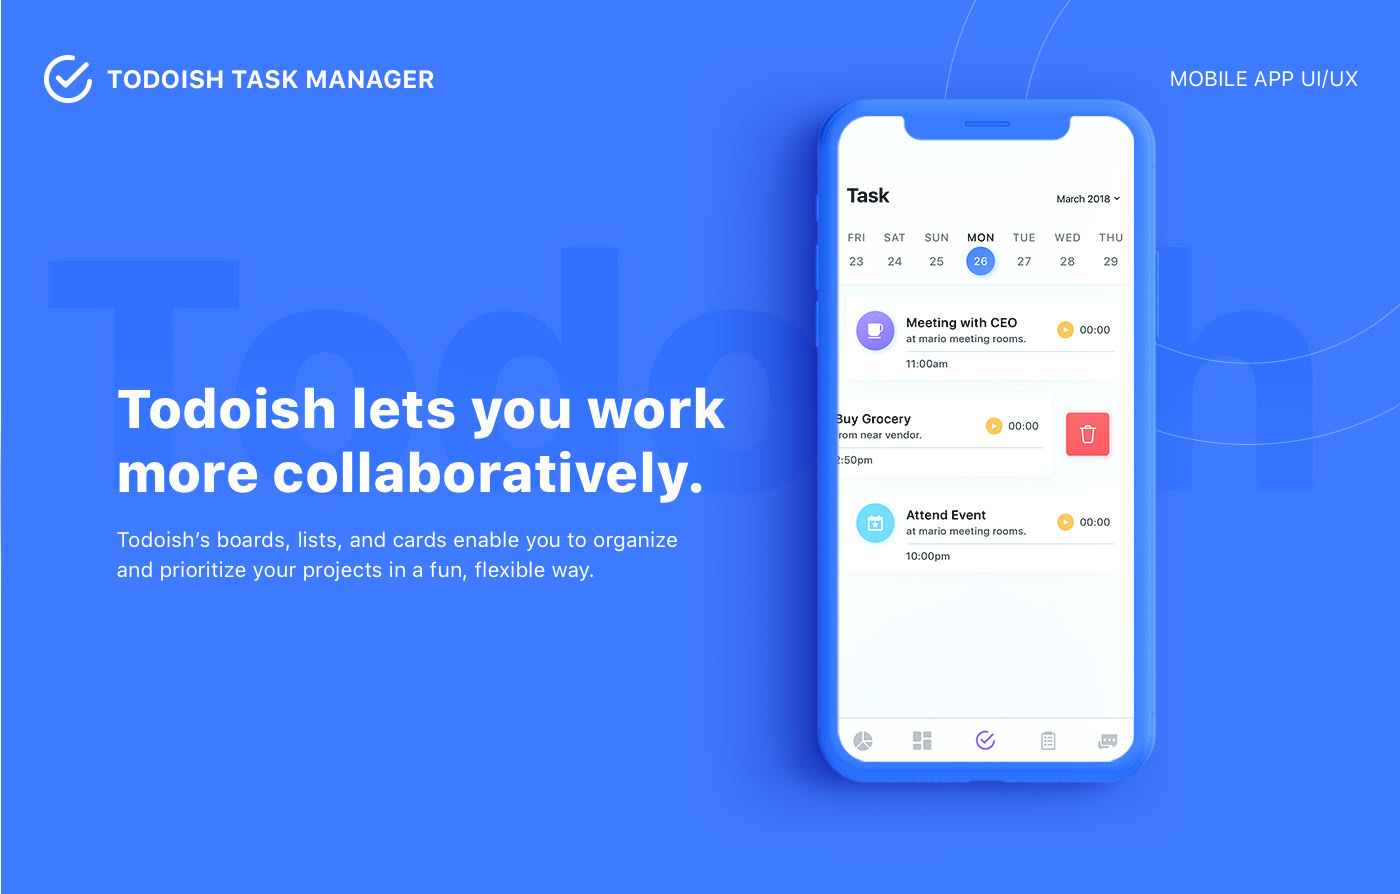 TODOISH TASK MANAGER
MOBILE APP UI/UX
Todoish
Todoish lets you work
more collaboratively.
Todoish’s boards, lists, and cards enable you to organize
and prioritize your projects in a fun, flexible way.
Task
March 2018
FRI SAT SUN MON TUE WED THU
23 24 25 26 27 28 29
Meeting with CEO 00:00
at mario meeting rooms.
11:00am
Buy Grocery 00:00
rom near vendor.
2:50pm
Attend Event 00:00
at mario meeting rooms.
10:00pm